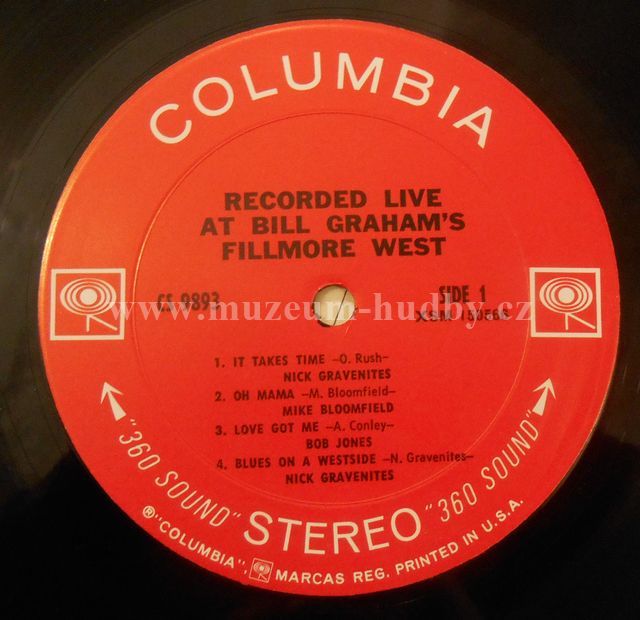 COLUMBIA
RECORDED LIVE
AT BILL GRAHAM'S
FILLMORE WEST
CS 9893
SIDE 1
www.muzeum-hudby.cz
1. IT TAKES TIME –O. Rush–
NICK GRAVENITES
2. OH MAMA –M. Bloomfield–
MIKE BLOOMFIELD
3. LOVE GOT ME –A. Conley–
BOB JONES
4. BLUES ON A WESTSIDE –N. Gravenites–
NICK GRAVENITES
"360 SOUND" STEREO "360 SOUND"
® "COLUMBIA", MARCAS REG. PRINTED IN U.S.A.